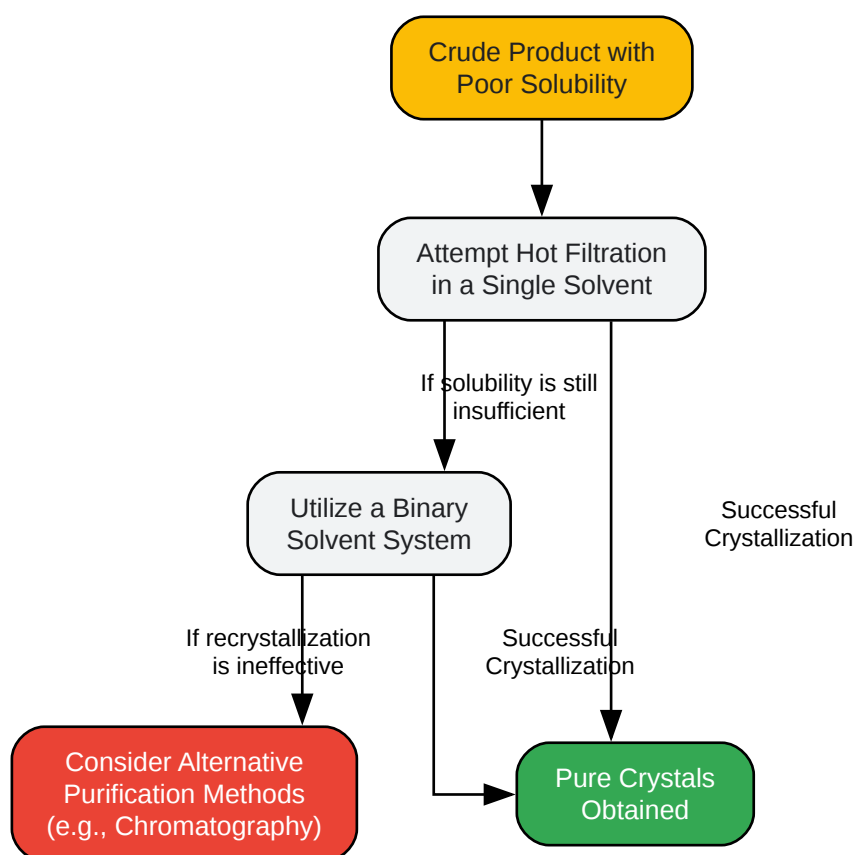 Crude Product with
Poor Solubility
Attempt Hot Filtration
in a Single Solvent
If solubility is still
insufficient
Utilize a Binary
Solvent System
Successful
Crystallization
If recrystallization
is ineffective
Successful
Crystallization
Consider Alternative
Purification Methods
(e.g., Chromatography)
Pure Crystals
Obtained